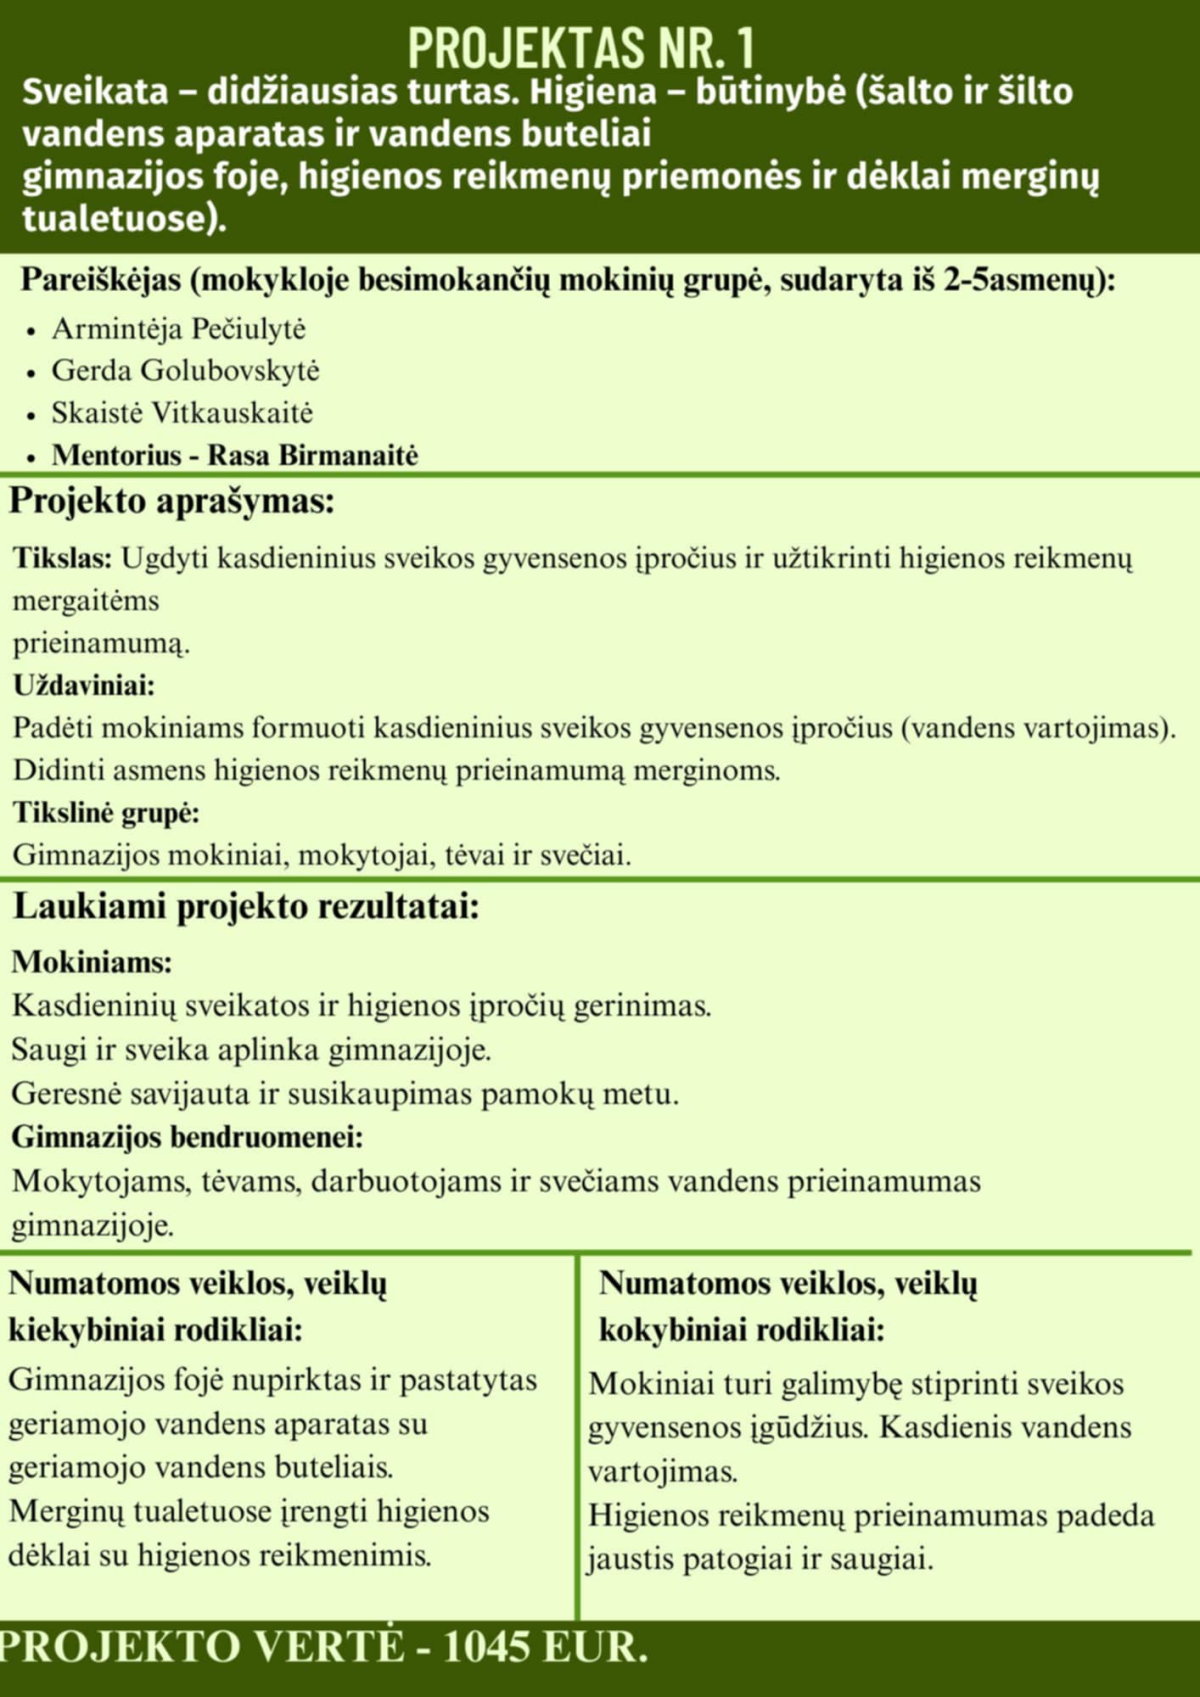 PROJEKTAS NR. 1
Sveikata – didžiausias turtas. Higiena – būtinybė (šalto ir šilto
vandens aparatas ir vandens buteliai
gimnazijos foje, higienos reikmenų priemonės ir dėklai merginų
tualetuose).
Pareiškėjas (mokykloje besimokančių mokinių grupė, sudaryta iš 2-5asmenų):
• Armintėja Pečiulytė
• Gerda Golubovskytė
• Skaistė Vitkauskaitė
• Mentorius - Rasa Birmanaitė
Projekto aprašymas:
Tikslas: Ugdyti kasdieninius sveikos gyvensenos įpročius ir užtikrinti higienos reikmenų
mergaitėms
prieinamumą.
Uždaviniai:
Padėti mokiniams formuoti kasdieninius sveikos gyvensenos įpročius (vandens vartojimas).
Didinti asmens higienos reikmenų prieinamumą merginoms.
Tikslinė grupė:
Gimnazijos mokiniai, mokytojai, tėvai ir svečiai.
Laukiami projekto rezultatai:
Mokiniams:
Kasdieninių sveikatos ir higienos įpročių gerinimas.
Saugi ir sveika aplinka gimnazijoje.
Geresnė savijauta ir susikaupimas pamokų metu.
Gimnazijos bendruomenei:
Mokytojams, tėvams, darbuotojams ir svečiams vandens prieinamumas
gimnazijoje.
Numatomos veiklos, veiklų
kiekybiniai rodikliai:
Gimnazijos fojė nupirktas ir pastatytas
geriamojo vandens aparatas su
geriamojo vandens buteliais.
Merginų tualetuose įrengti higienos
dėklai su higienos reikmenimis.
Numatomos veiklos, veiklų
kokybiniai rodikliai:
Mokiniai turi galimybę stiprinti sveikos
gyvensenos įgūdžius. Kasdienis vandens
vartojimas.
Higienos reikmenų prieinamumas padeda
jaustis patogiai ir saugiai.
PROJEKTO VERTĖ - 1045 EUR.